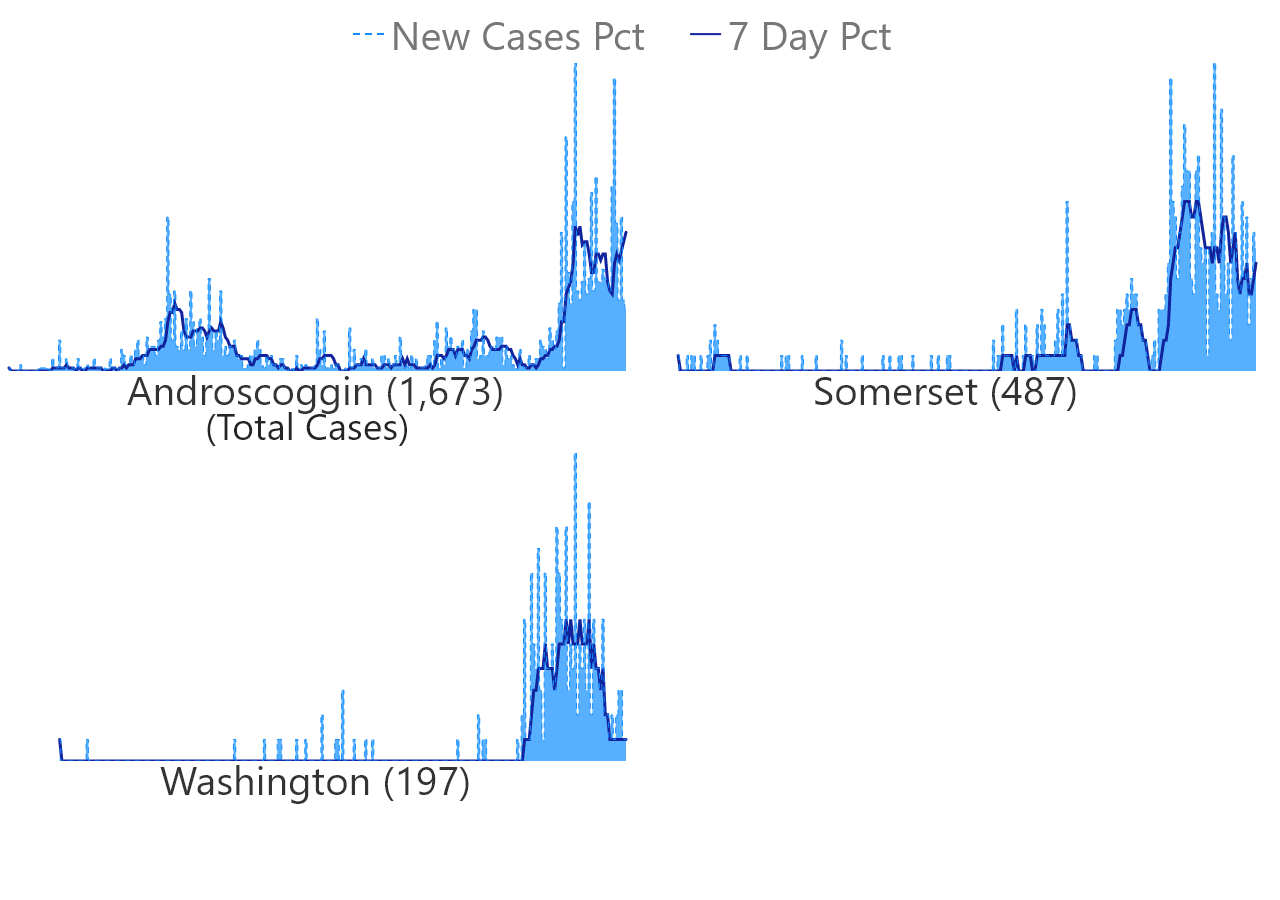 New Cases Pct 7 Day Pct
Androscoggin (1,673) Somerset (487)
(Total Cases)
Washington (197)